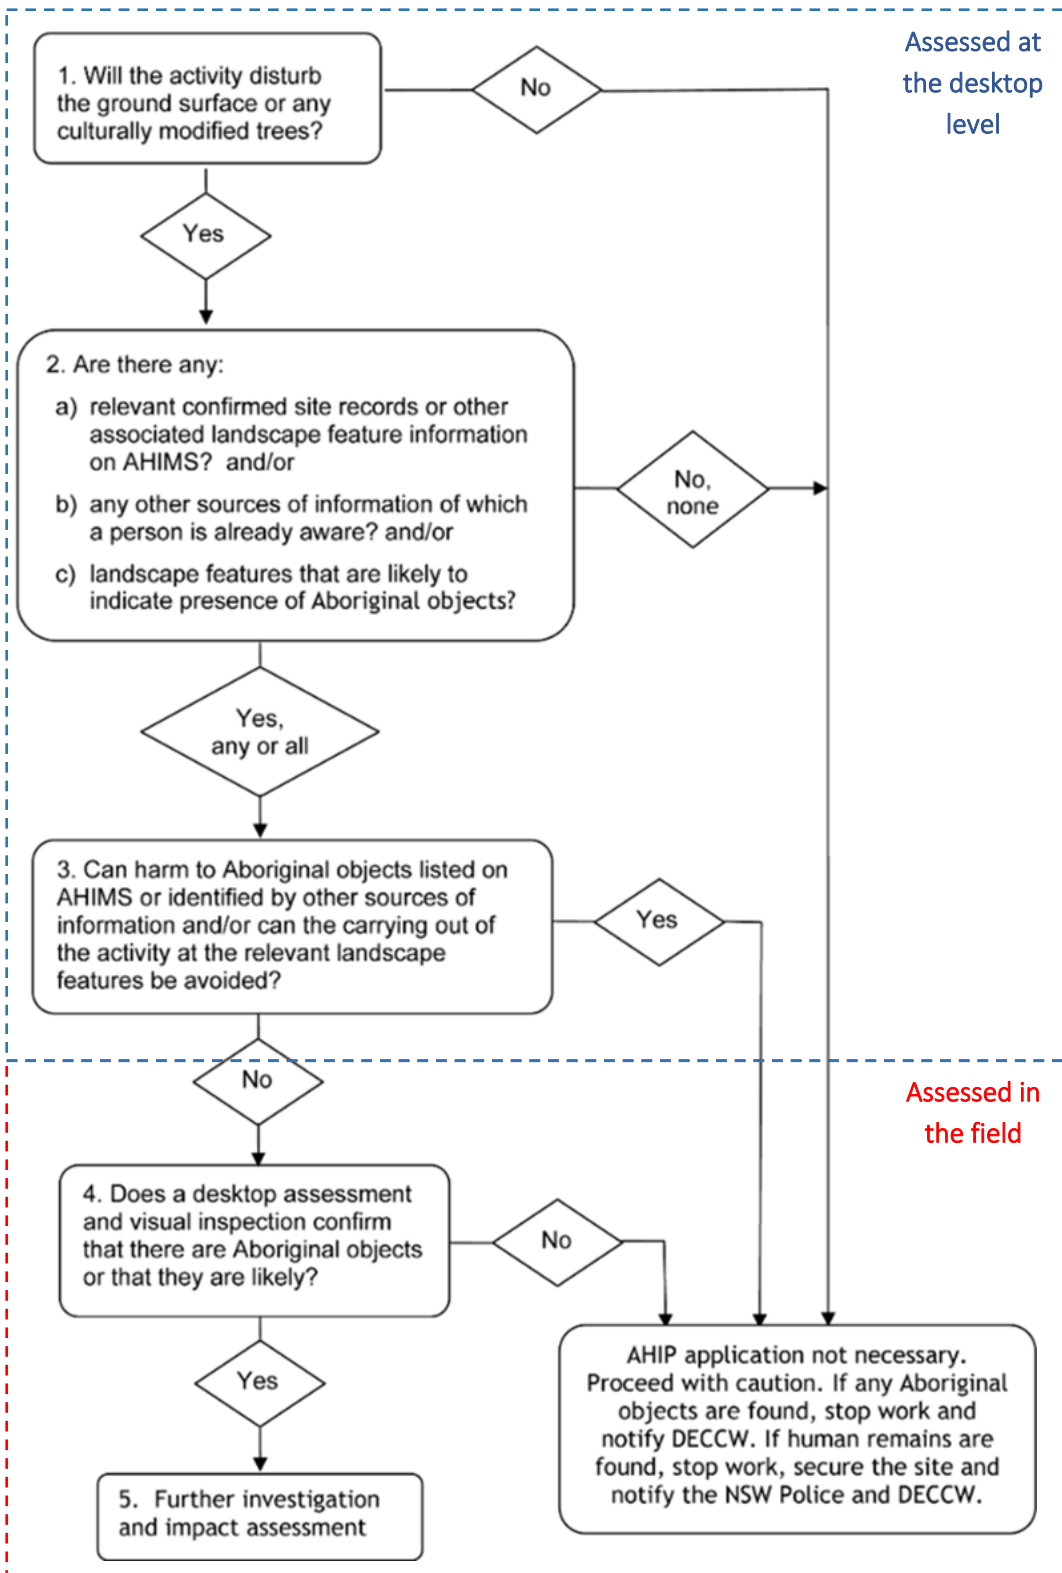 Assessed at
the desktop
level
1. Will the activity disturb
the ground surface or any
culturally modified trees?
No
Yes
2. Are there any:
a) relevant confirmed site records or other
associated landscape feature information
on AHIMS? and/or
b) any other sources of information of which
a person is already aware? and/or
c) landscape features that are likely to
indicate presence of Aboriginal objects?
No,
none
Yes,
any or all
3. Can harm to Aboriginal objects listed on
AHIMS or identified by other sources of
information and/or can the carrying out of
the activity at the relevant landscape
features be avoided?
Yes
No
Assessed in
the field
4. Does a desktop assessment
and visual inspection confirm
that there are Aboriginal objects
or that they are likely?
No
Yes
AHIP application not necessary.
Proceed with caution. If any Aboriginal
objects are found, stop work and
notify DECCW. If human remains are
found, stop work, secure the site and
notify the NSW Police and DECCW.
5. Further investigation
and impact assessment